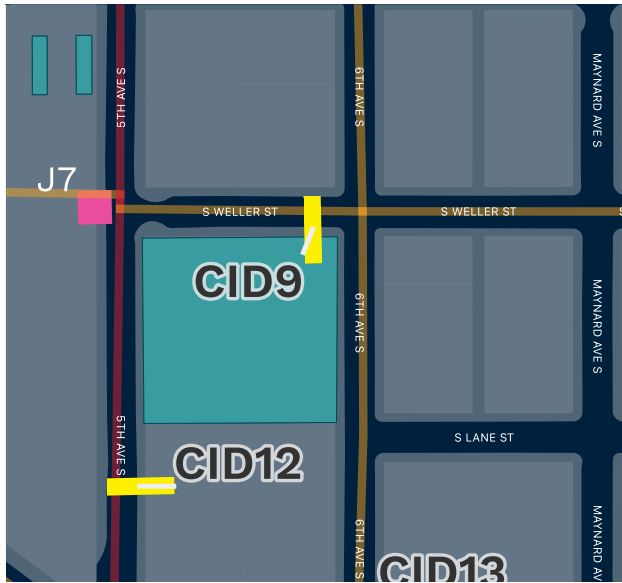 5TH AVE S
6TH AVE S
MAYNARD AVE S
J7
S WELLER ST
S WELLER ST
CID9
6TH AVE S
MAYNARD AVE S
5TH AVE S
S LANE ST
CID12
6TH AVE S
MAYNARD AV
CID13